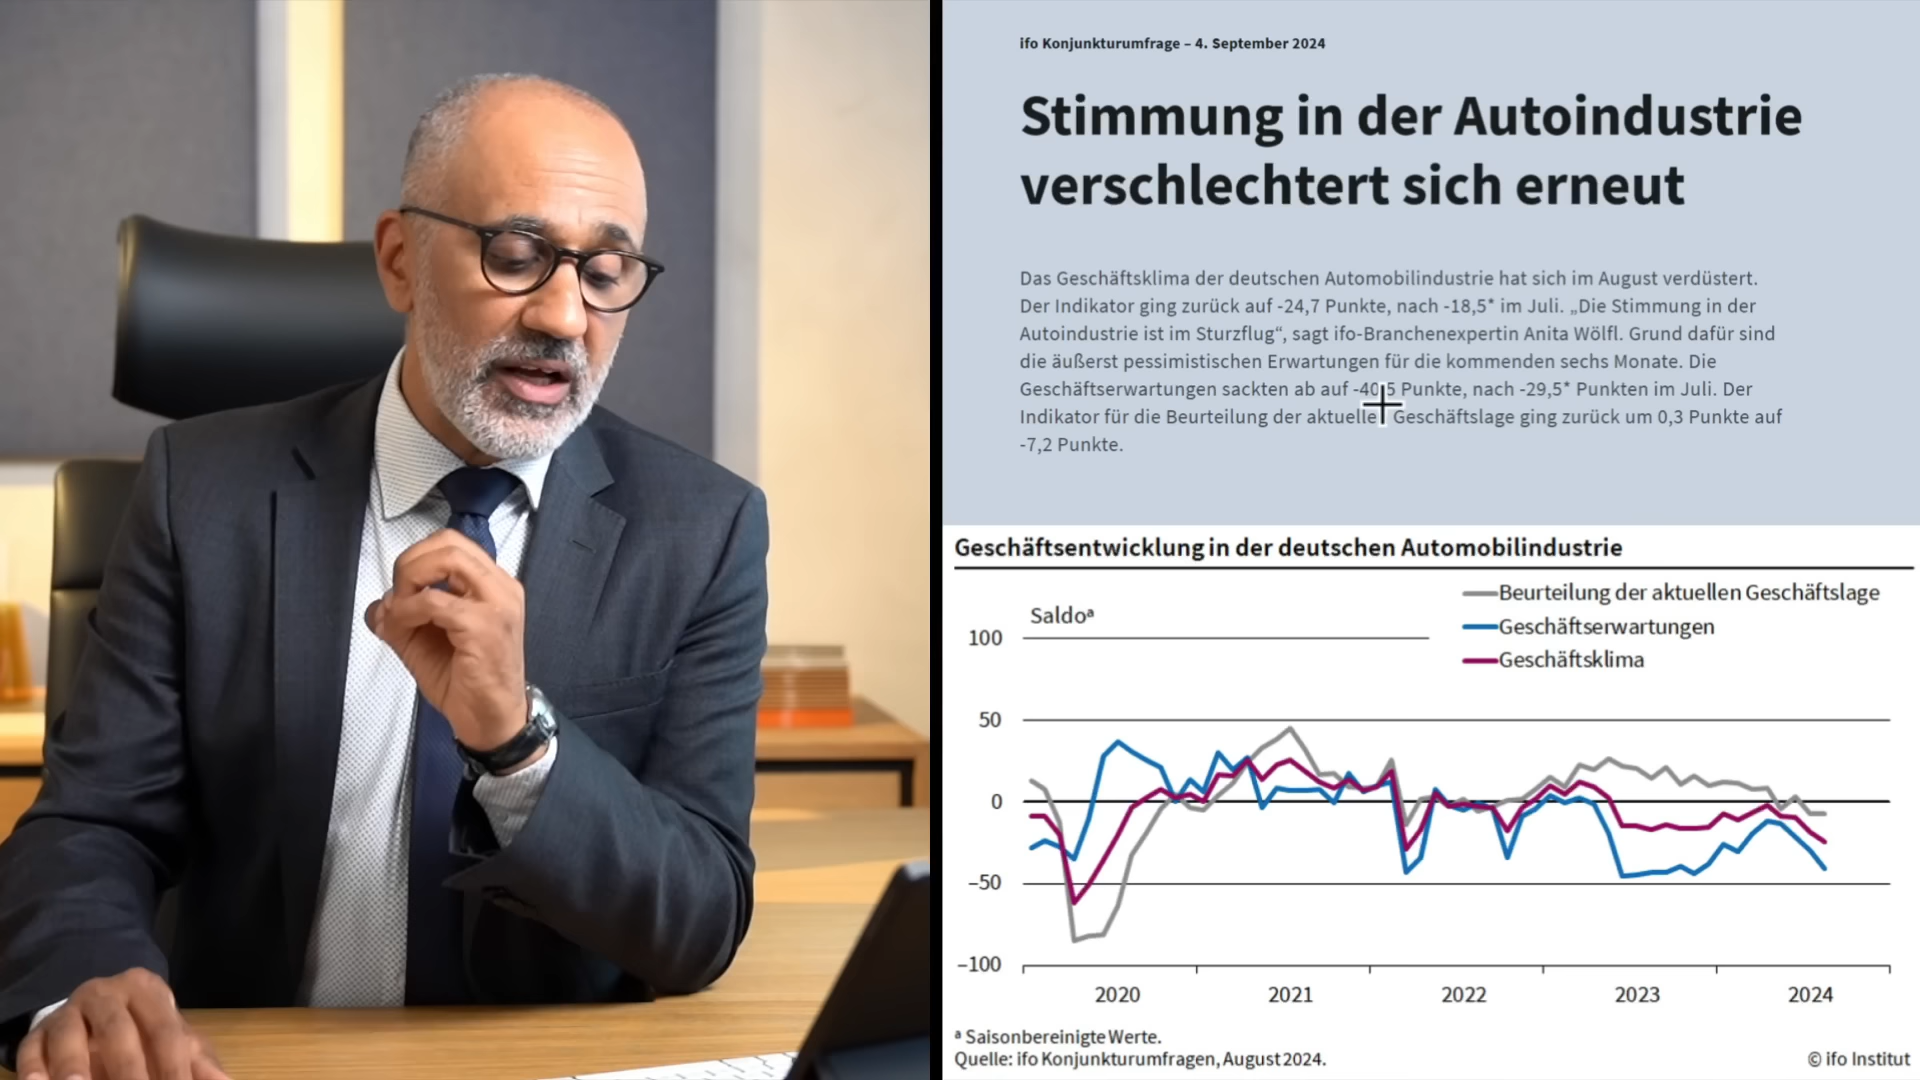 ifo Konjunkturumfrage – 4. September 2024
Stimmung in der Autoindustrie
verschlechtert sich erneut
Das Geschäftsklima der deutschen Automobilindustrie hat sich im August verdüstert.
Der Indikator ging zurück auf -24,7 Punkte, nach -18,5* im Juli. „Die Stimmung in der
Autoindustrie ist im Sturzflug“, sagt ifo-Branchenexpertin Anita Wölfl. Grund dafür sind
die äußerst pessimistischen Erwartungen für die kommenden sechs Monate. Die
Geschäftserwartungen sackten ab auf -40,5 Punkte, nach -29,5* Punkten im Juli. Der
Indikator für die Beurteilung der aktuellen Geschäftslage ging zurück um 0,3 Punkte auf
-7,2 Punkte.
Geschäftsentwicklung in der deutschen Automobilindustrie
Beurteilung der aktuellen Geschäftslage
Geschäftserwartungen
Geschäftsklima
Saldoᵃ
100
50
0
–50
–100
2020 2021 2022 2023 2024
ᵃ Saisonbereinigte Werte.
Quelle: ifo Konjunkturumfragen, August 2024.
© ifo Institut